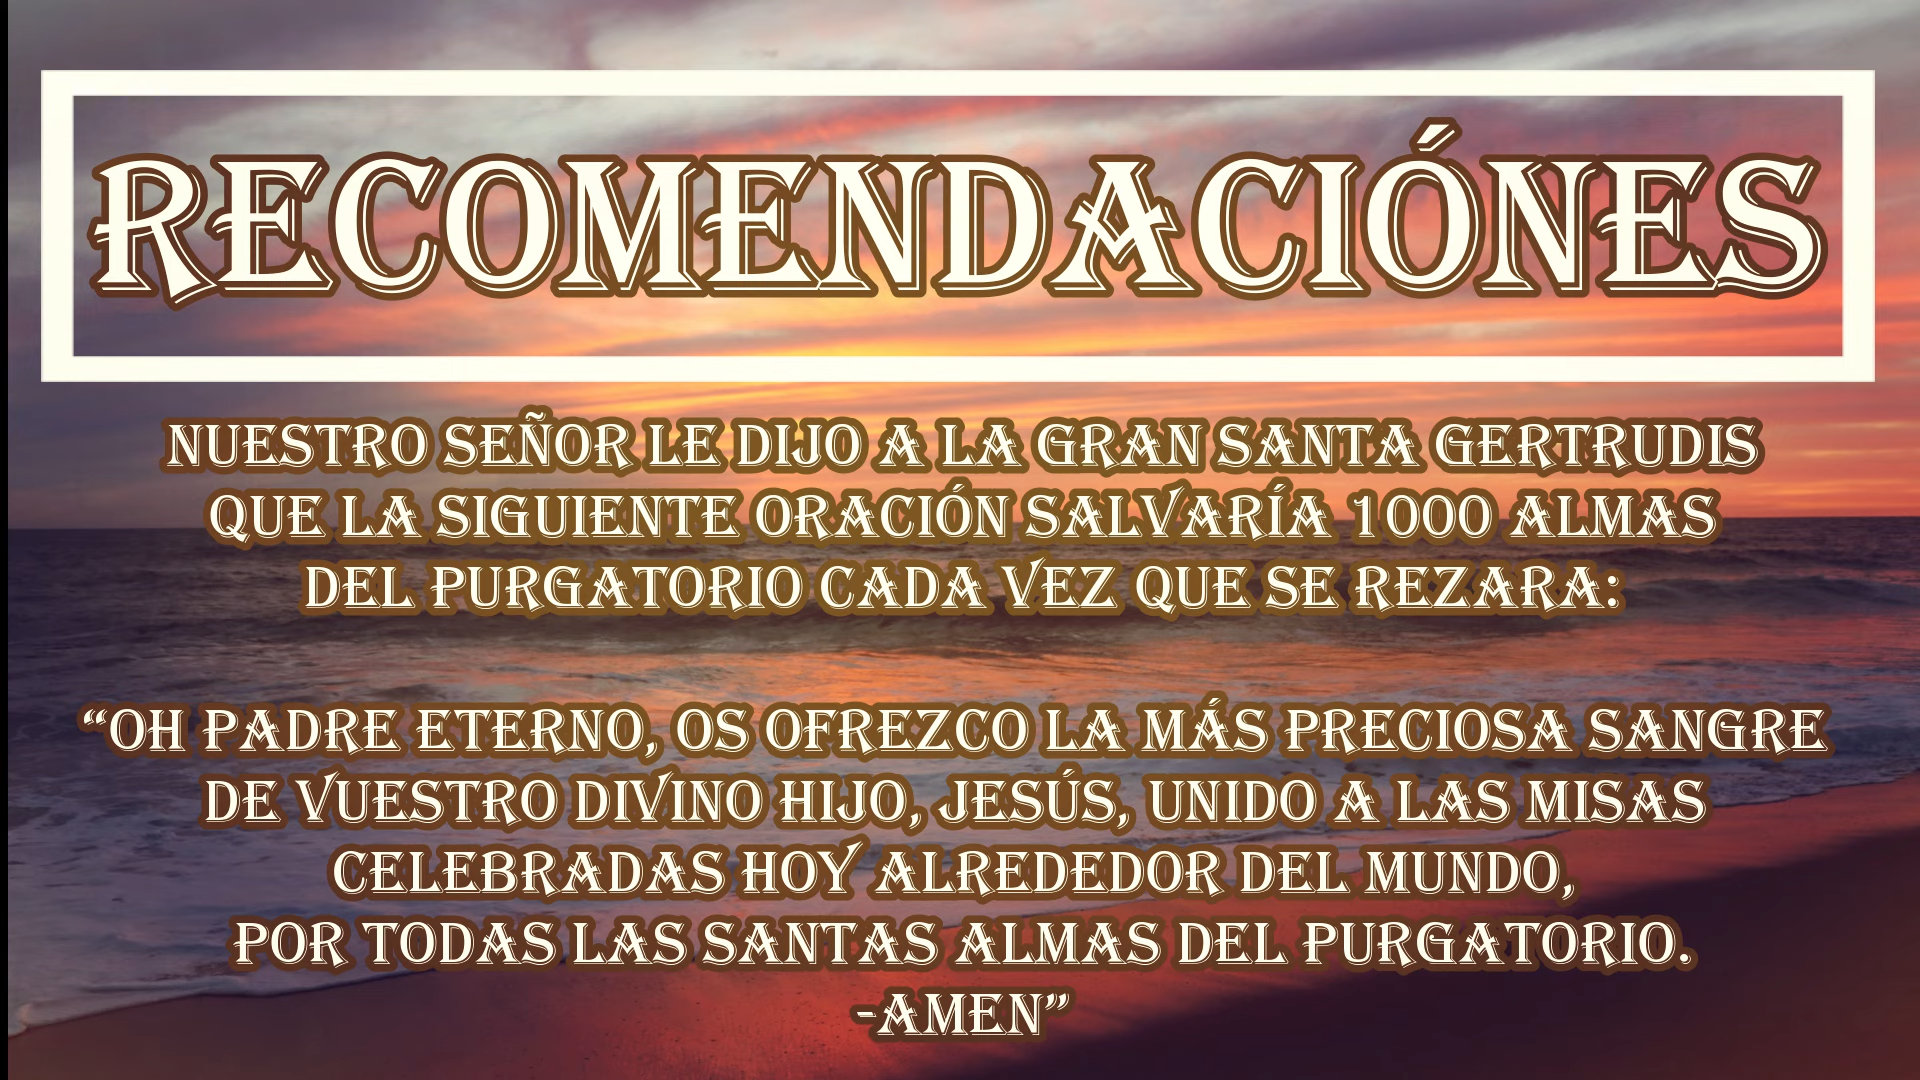 RECOMENDACIÓNES
NUESTRO SEÑOR LE DIJO A LA GRAN SANTA GERTRUDIS
QUE LA SIGUIENTE ORACIÓN SALVARÍA 1000 ALMAS
DEL PURGATORIO CADA VEZ QUE SE REZARA:
“OH PADRE ETERNO, OS OFREZCO LA MÁS PRECIOSA SANGRE
DE VUESTRO DIVINO HIJO, JESÚS, UNIDO A LAS MISAS
CELEBRADAS HOY ALREDEDOR DEL MUNDO,
POR TODAS LAS SANTAS ALMAS DEL PURGATORIO.
-AMEN”